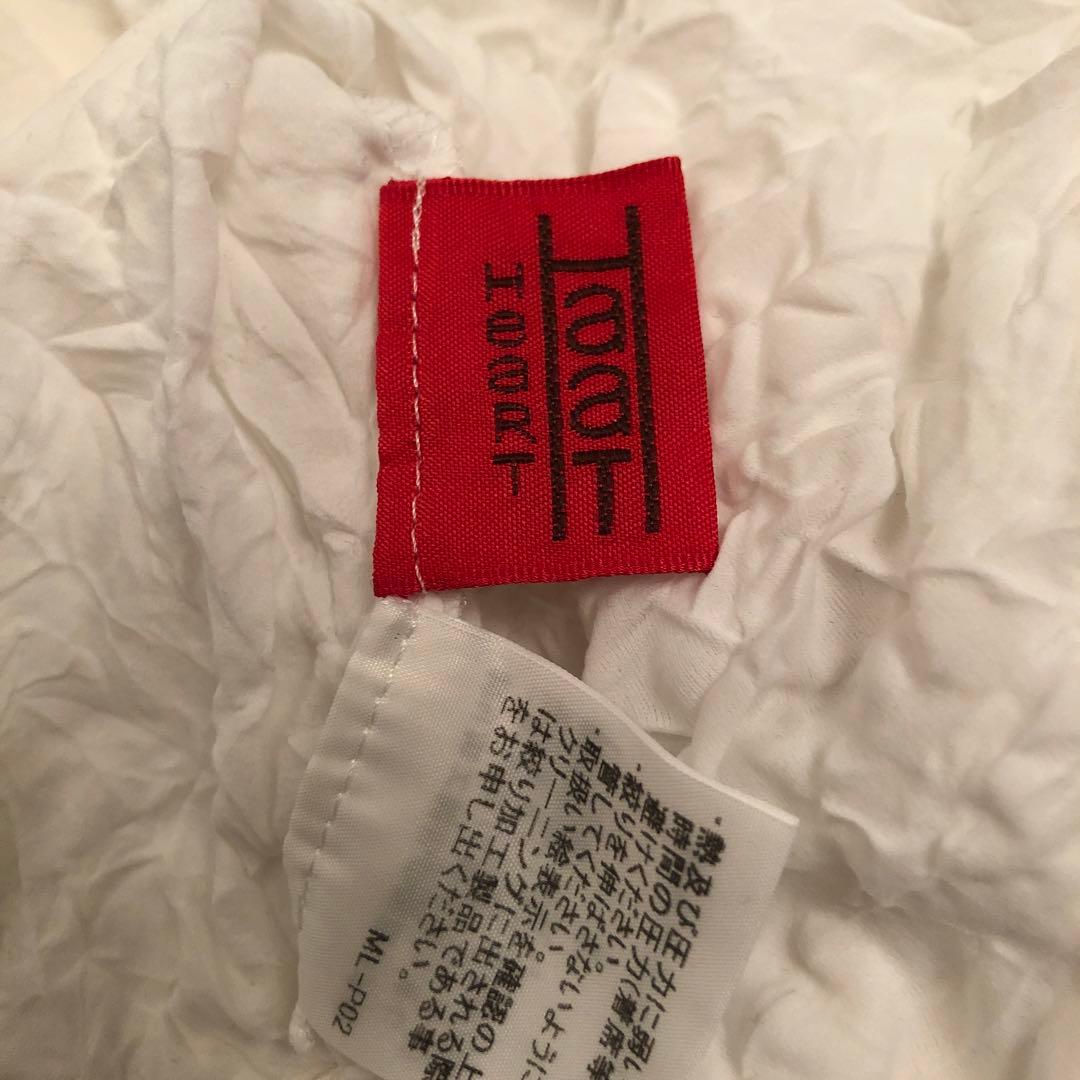 HaaT
HeaRT
*熱及び圧力に弱い
時間の圧力(着席等
避けください。
*絞りを伸ばさないように
管してください。
*取扱い絵表示を確認の上
クリーニングに出される際
は絞り加工製品である事
をお申し出ください。
ML-P02